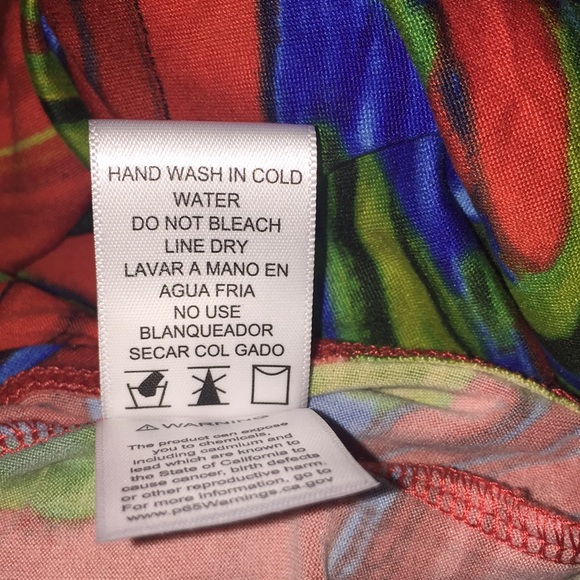 HAND WASH IN COLD
WATER
DO NOT BLEACH
LINE DRY
LAVAR A MANO EN
AGUA FRIA
NO USE
BLANQUEADOR
SECAR COL GADO
WARNING
The product can expose
you to chemicals,
including cadmium and
lead which are known to
the State of California to
cause cancer, birth defects
or other reproductive harm.
For more information, go to
www.p65Warnings.ca.gov